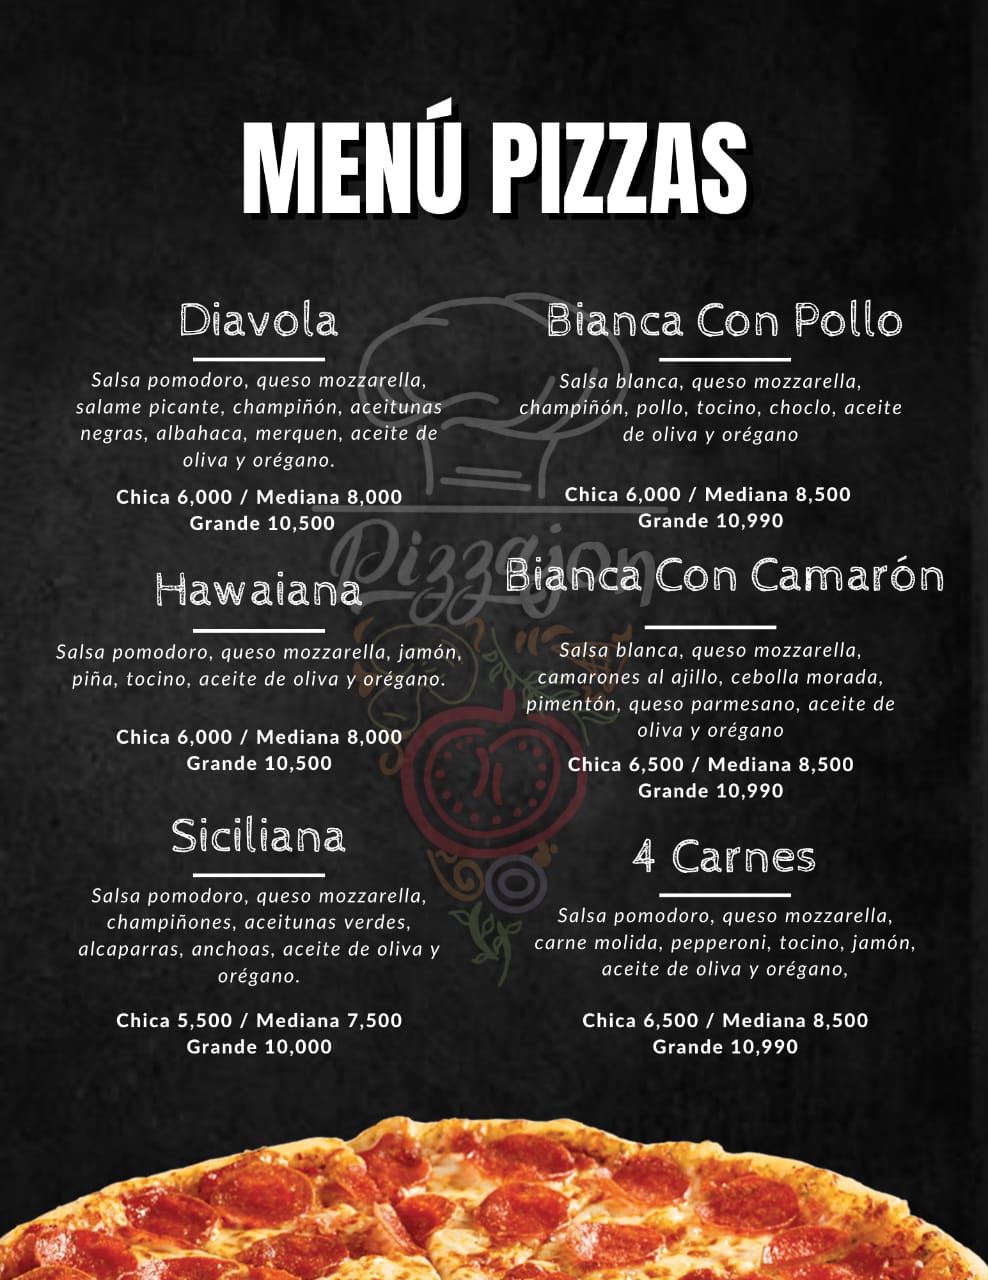 MENÚ PIZZAS
Diavola
Salsa pomodoro, queso mozzarella,
salame picante, champiñón, aceitunas
negras, albahaca, merquen, aceite de
oliva y orégano.
Chica 6,000 / Mediana 8,000
Grande 10,500
Hawaiana
Salsa pomodoro, queso mozzarella, jamón,
piña, tocino, aceite de oliva y orégano.
Chica 6,000 / Mediana 8,000
Grande 10,500
Siciliana
Salsa pomodoro, queso mozzarella,
champiñones, aceitunas verdes,
alcaparras, anchoas, aceite de oliva y
orégano.
Chica 5,500 / Mediana 7,500
Grande 10,000
Bianca Con Pollo
Salsa blanca, queso mozzarella,
champiñón, pollo, tocino, choclo, aceite
de oliva y orégano
Chica 6,000 / Mediana 8,500
Grande 10,990
Pizzajon
Bianca Con Camarón
Salsa blanca, queso mozzarella,
camarones al ajillo, cebolla morada,
pimentón, queso parmesano, aceite de
oliva y orégano
Chica 6,500 / Mediana 8,500
Grande 10,990
4 Carnes
Salsa pomodoro, queso mozzarella,
carne molida, pepperoni, tocino, jamón,
aceite de oliva y orégano,
Chica 6,500 / Mediana 8,500
Grande 10,990